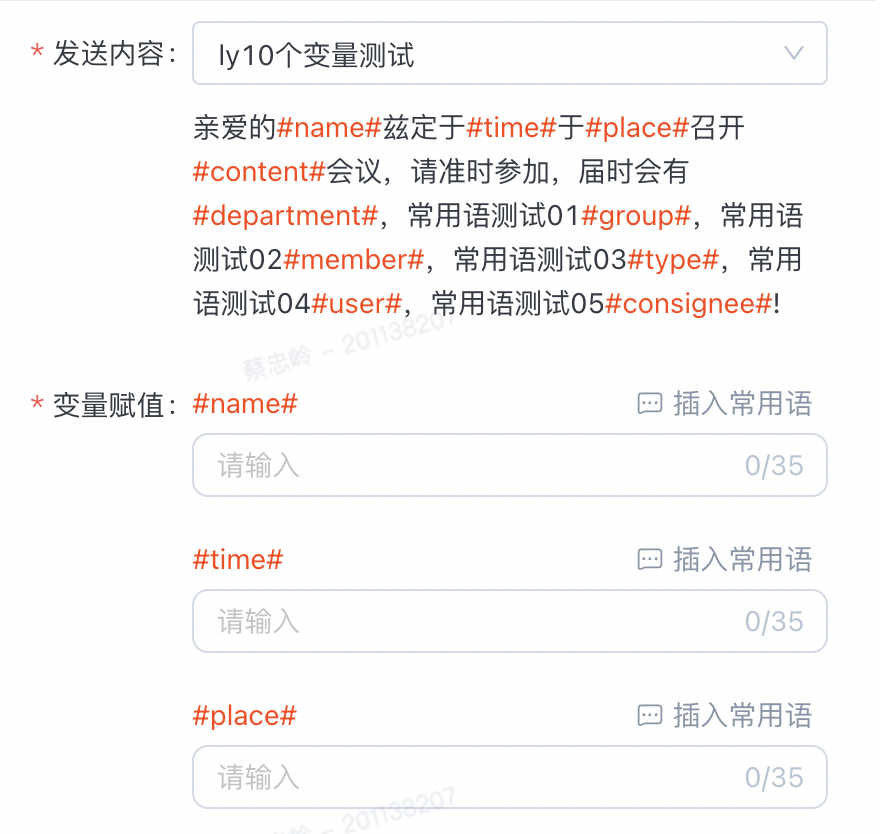 * 发送内容：
ly10个变量测试
亲爱的#name#兹定于#time#于#place#召开
#content#会议，请准时参加，届时会有
#department#，常用语测试01#group#，常用语
测试02#member#，常用语测试03#type#，常用
语测试04#user#，常用语测试05#consignee#!
蔡忠岭 - 201138207
* 变量赋值：
#name# 插入常用语
请输入 0/35
#time# 插入常用语
请输入 0/35
#place# 插入常用语
请输入 0/35
岭 - 201138207